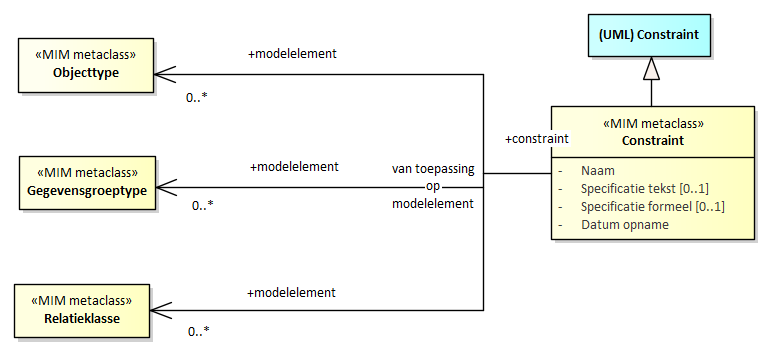 (UML) Constraint
«MIM metaclass»
Objecttype
+modelelement
0..*
«MIM metaclass»
Constraint
- Naam
- Specificatie tekst [0..1]
- Specificatie formeel [0..1]
- Datum opname
+constraint
«MIM metaclass»
Gegevensgroeptype
+modelelement
0..*
van toepassing
op
modelelement
«MIM metaclass»
Relatieklasse
+modelelement
0..*